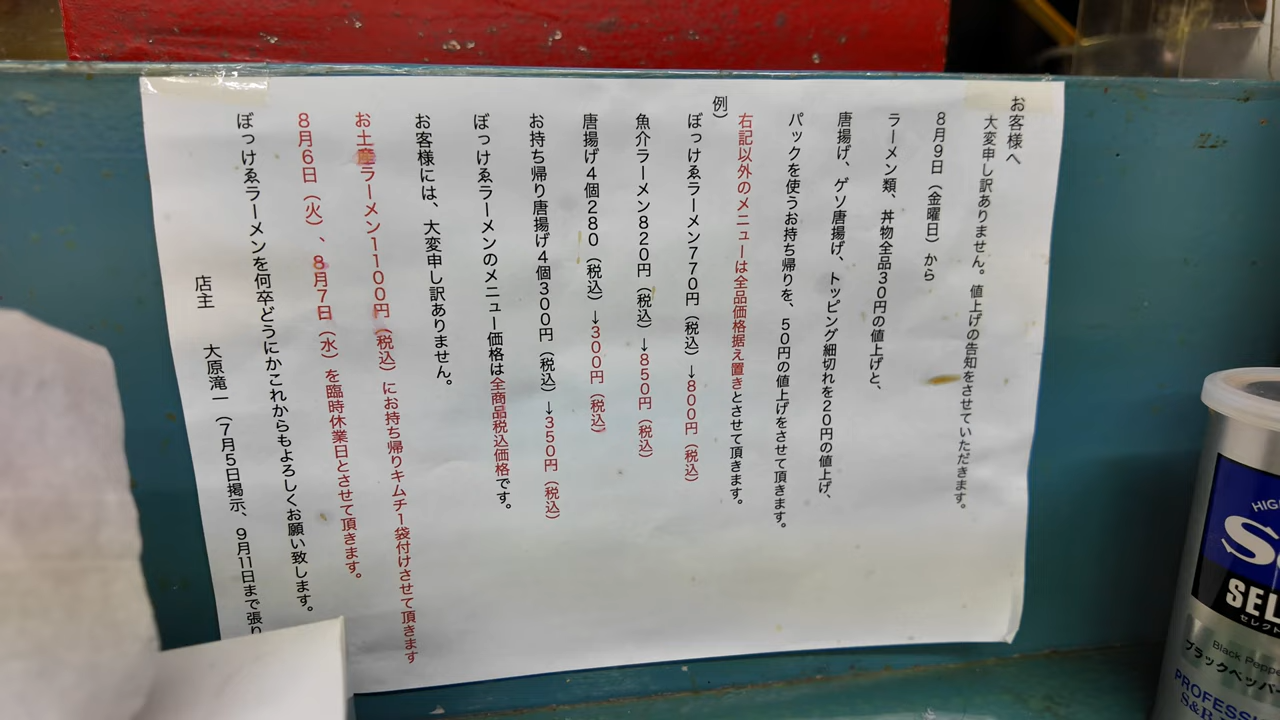 お客様へ
大変申し訳ありません。値上げの告知をさせていただきます。
8月9日（金曜日）から
ラーメン類、丼物全品30円の値上げと、
唐揚げ、ゲソ唐揚げ、トッピング細切れを20円の値上げ、
パックを使うお持ち帰りを、50円の値上げをさせて頂きます。
右記以外のメニューは全品価格据え置きとさせて頂きます。
例）
ぼっけゑラーメン770円（税込）→800円（税込）
魚介ラーメン820円（税込）→850円（税込）
唐揚げ4個280（税込）→300円（税込）
お持ち帰り唐揚げ4個300円（税込）→350円（税込）
ぼっけゑラーメンのメニュー価格は全商品税込価格です。
お客様には、大変申し訳ありません。
お土産ラーメン1100円（税込）にお持ち帰りキムチ一袋付けさせて頂きます
8月6日（火）、8月7日（水）を臨時休業日とさせて頂きます。
ぼっけゑラーメンを何卒どうにかこれからもよろしくお願い致します。
店主　大原滝一（7月5日掲示、9月11日まで張り
SEL
セレクト
Black Peppe
ブラックペッパー
PROFESSI
S&B